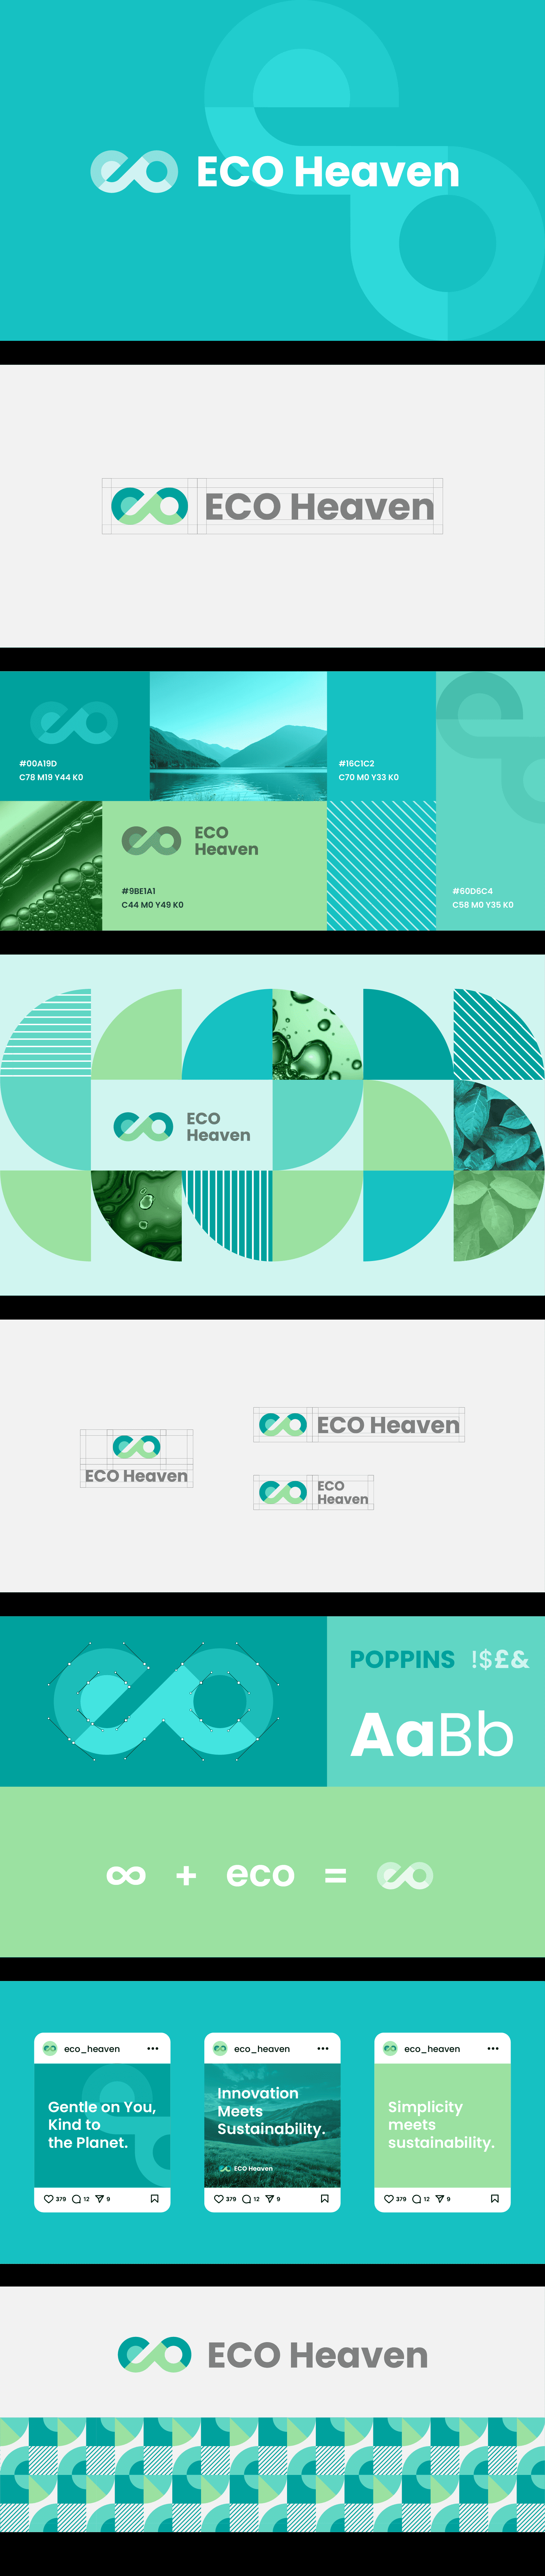 ECO Heaven
ECO Heaven
#00A19D
C78 M19 Y44 K0
#16C1C2
C70 M0 Y33 K0
ECO
Heaven
#9BE1A1
C44 M0 Y49 K0
#60D6C4
C58 M0 Y35 K0
ECO
Heaven
ECO Heaven
ECO Heaven
ECO
Heaven
POPPINS !$£&
AaBb
∞ + eco =
eco_heaven
Gentle on You,
Kind to
the Planet.
379 12 9
eco_heaven
Innovation
Meets
Sustainability.
ECO Heaven
379 12 9
eco_heaven
Simplicity
meets
sustainability.
379 12 9
ECO Heaven